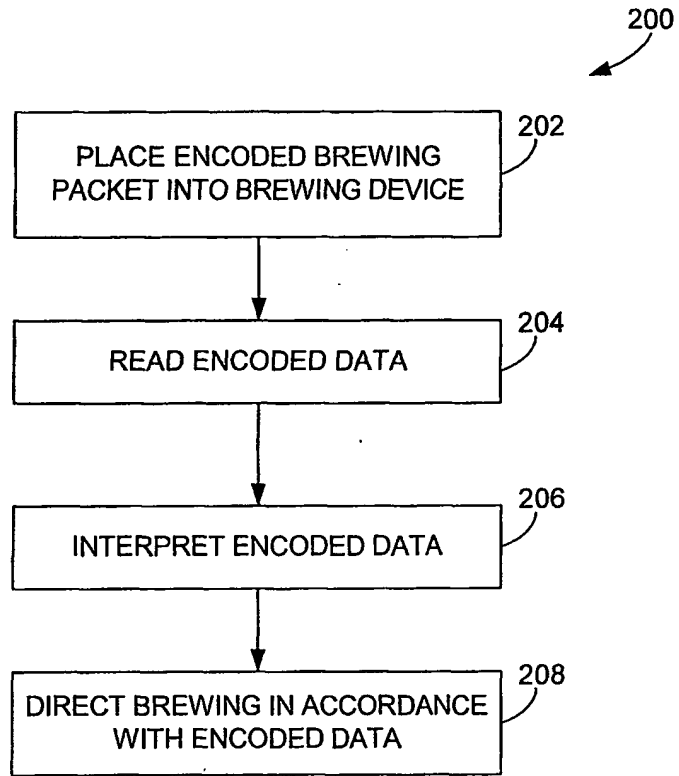 200
202
PLACE ENCODED BREWING
PACKET INTO BREWING DEVICE
204
READ ENCODED DATA
206
INTERPRET ENCODED DATA
208
DIRECT BREWING IN ACCORDANCE
WITH ENCODED DATA